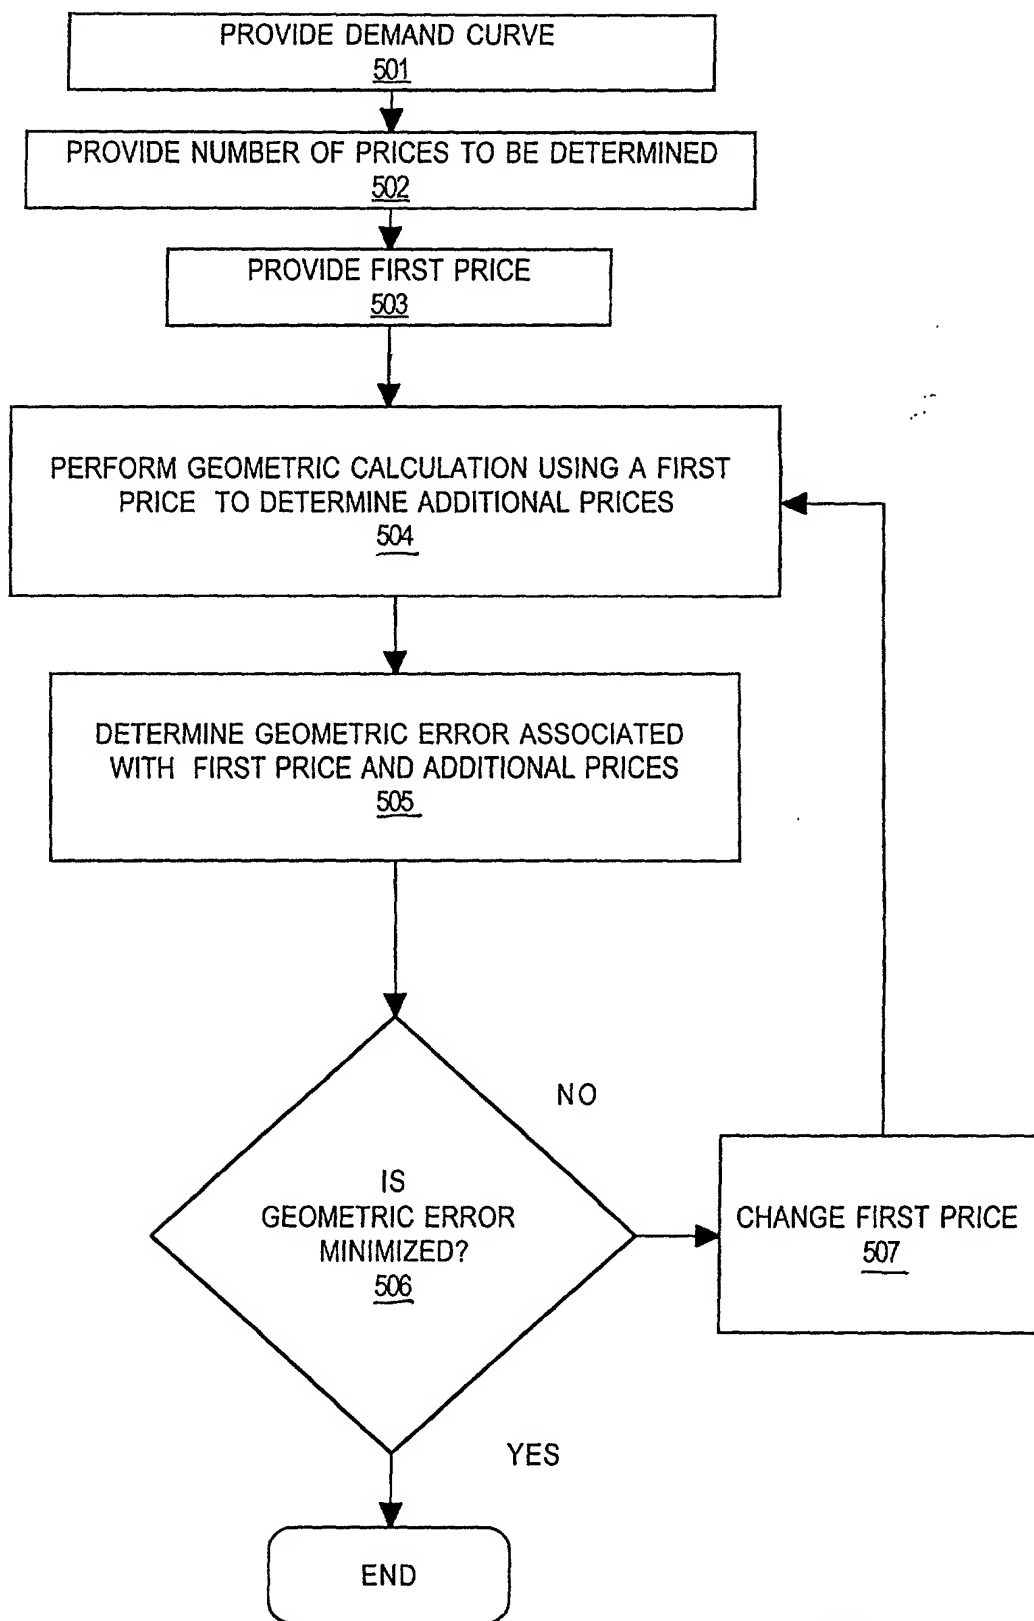 PROVIDE DEMAND CURVE
501
PROVIDE NUMBER OF PRICES TO BE DETERMINED
502
PROVIDE FIRST PRICE
503
PERFORM GEOMETRIC CALCULATION USING A FIRST
PRICE TO DETERMINE ADDITIONAL PRICES
504
DETERMINE GEOMETRIC ERROR ASSOCIATED
WITH FIRST PRICE AND ADDITIONAL PRICES
505
NO
IS
GEOMETRIC ERROR
MINIMIZED?
506
CHANGE FIRST PRICE
507
YES
END